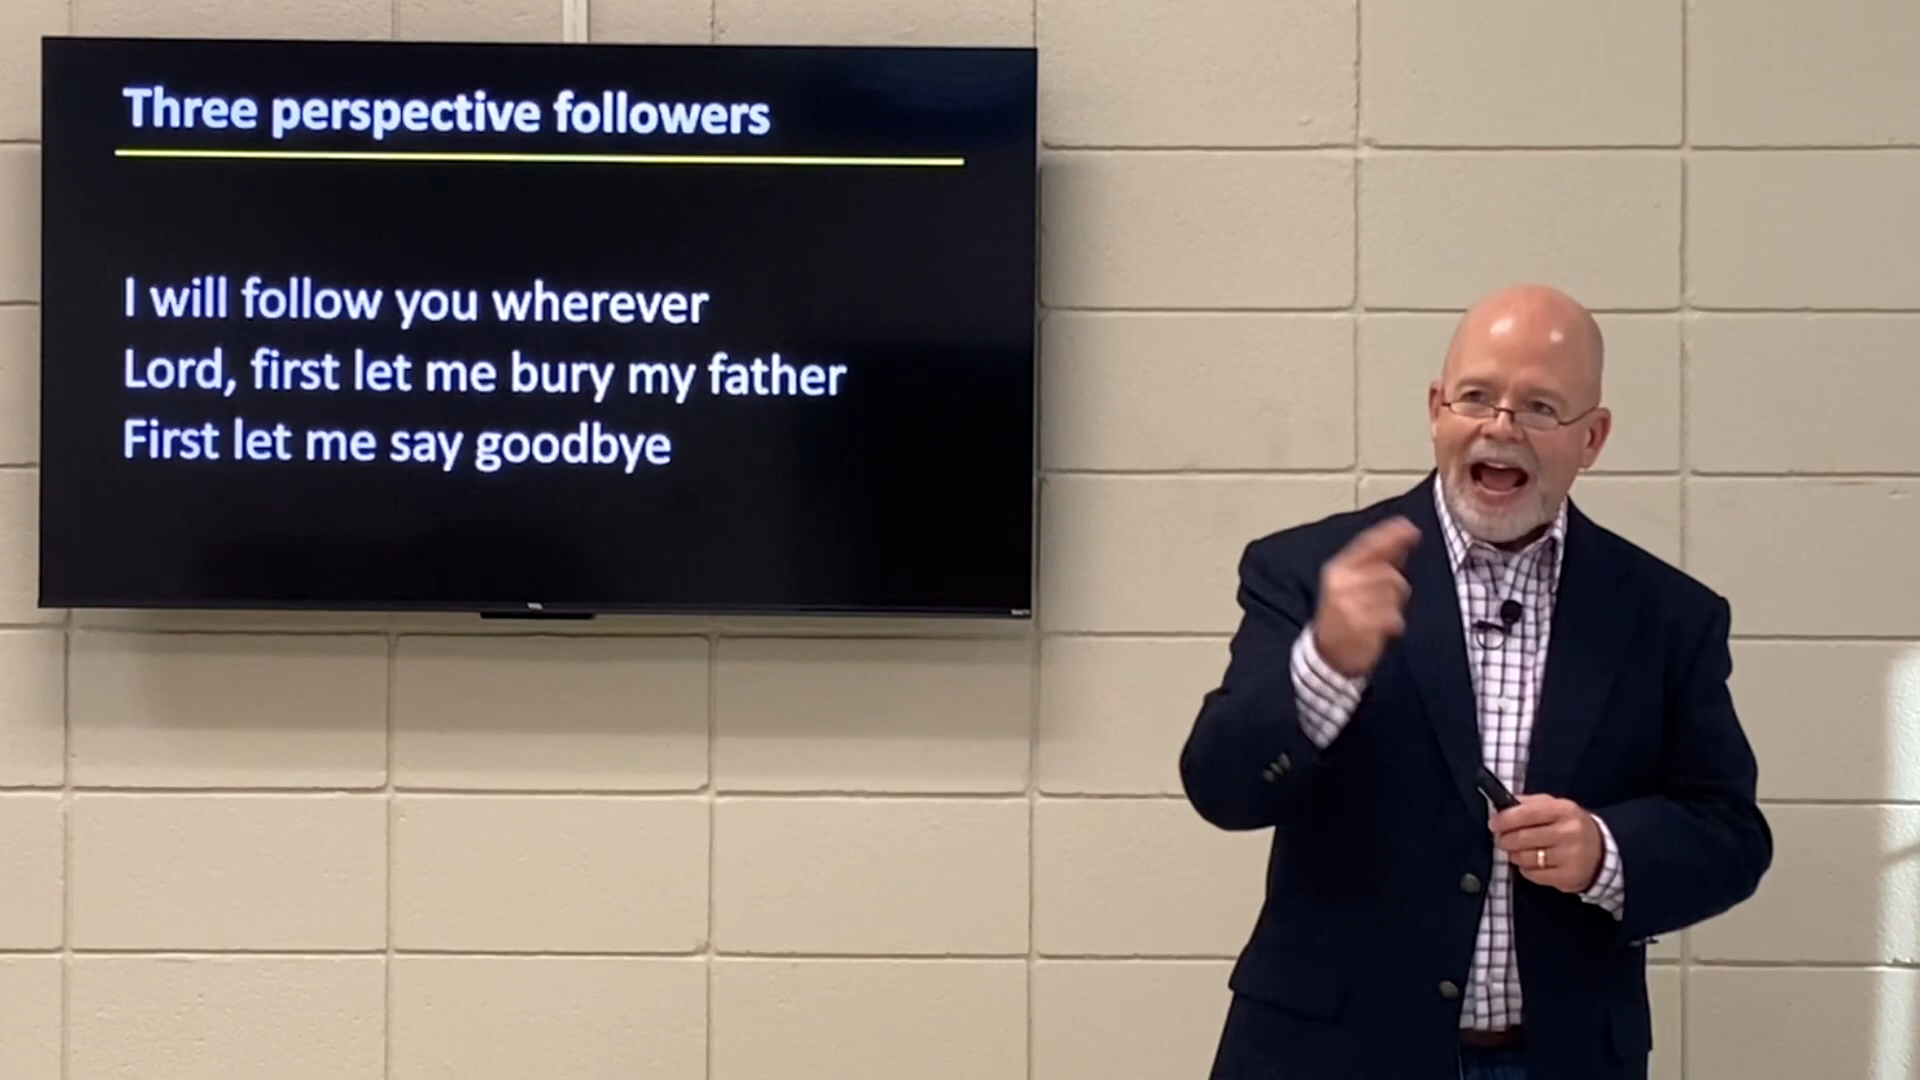 Three perspective followers
I will follow you wherever
Lord, first let me bury my father
First let me say goodbye